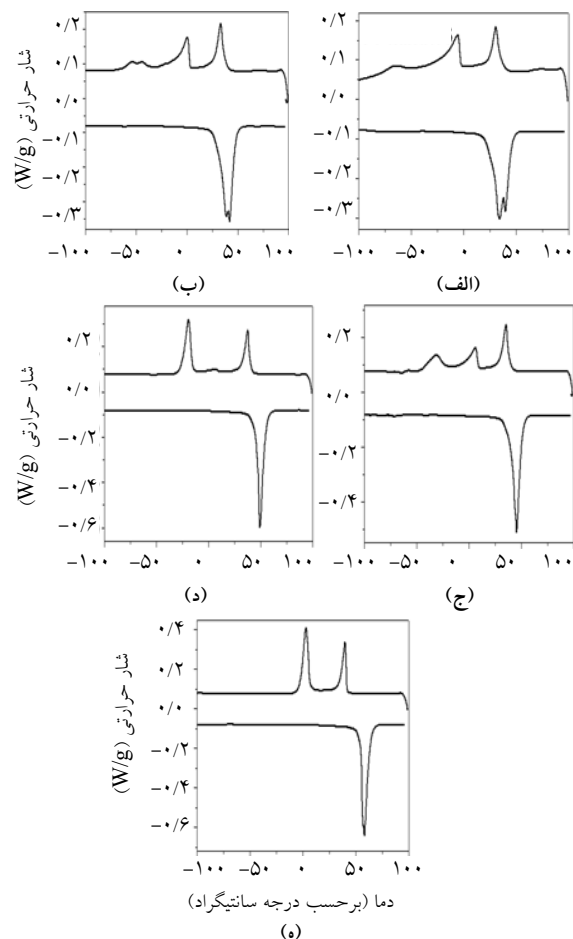 ۰/۲
۰/۱
۰/۰
-۰/۱
-۰/۲
-۰/۳
-۱۰۰ -۵۰ ۰ ۵۰ ۱۰۰
(الف)
شار حرارتی (W/g)
۰/۲
۰/۱
۰/۰
-۰/۱
-۰/۲
-۰/۳
-۱۰۰ -۵۰ ۰ ۵۰ ۱۰۰
(ب)
۰/۲
۰/۰
-۰/۲
-۰/۴
-۱۰۰ -۵۰ ۰ ۵۰ ۱۰۰
(ج)
شار حرارتی (W/g)
۰/۲
۰/۰
-۰/۲
-۰/۴
-۰/۶
-۱۰۰ -۵۰ ۰ ۵۰ ۱۰۰
(د)
شار حرارتی (W/g)
۰/۴
۰/۲
۰/۰
-۰/۲
-۰/۴
-۰/۶
-۱۰۰ -۵۰ ۰ ۵۰ ۱۰۰
دما (برحسب درجه سانتیگراد)
(ه)